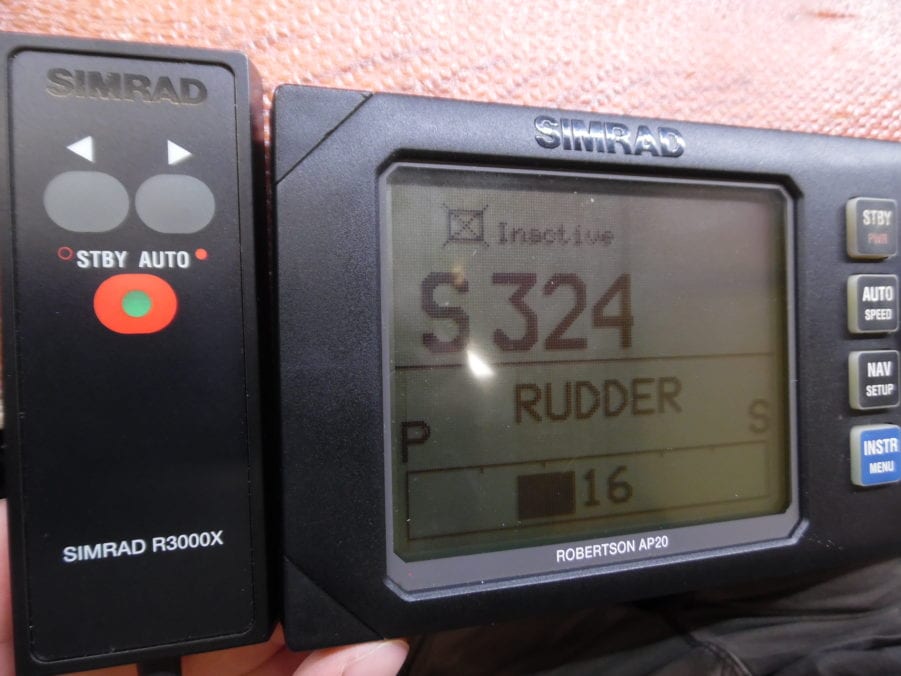 SIMRAD
STBY AUTO
SIMRAD R3000X
SIMRAD
Inactive
S 324
RUDDER
P S
16
ROBERTSON AP20
STBY
PWR
AUTO
SPEED
NAV
SETUP
INSTR
MENU